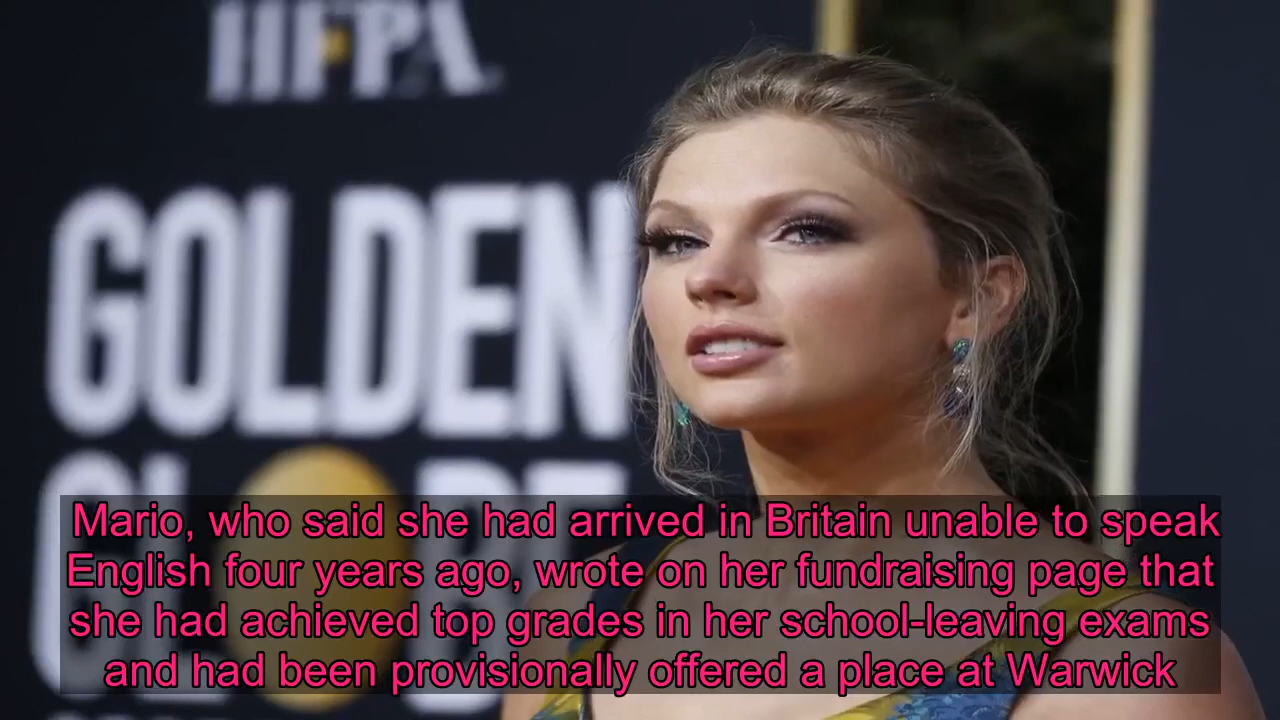 HFPA.
GOLDEN
GL BE
Mario, who said she had arrived in Britain unable to speak
English four years ago, wrote on her fundraising page that
she had achieved top grades in her school-leaving exams
and had been provisionally offered a place at Warwick